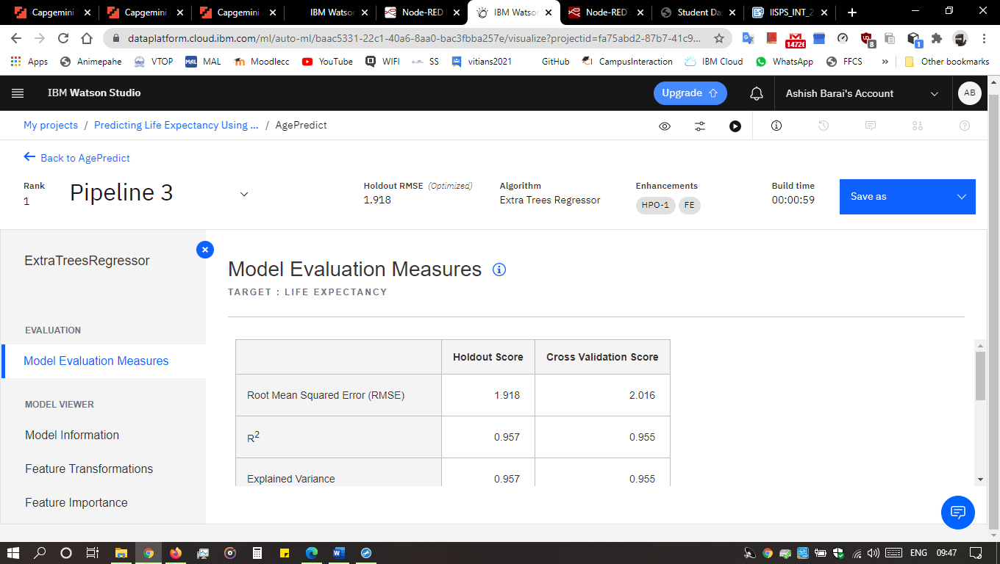 Capgemini
Capgemini
Capgemini
IBM Watso
Node-RED
IBM Watso
Node-RED
Student Da
IISPS_INT_2
dataplatform.cloud.ibm.com/ml/auto-ml/baac5331-22c1-40a6-8aa0-bac3fbba257e/visualize?projectid=fa75abd2-87b7-41c9...
1472
8
1
Apps
Animepahe
VTOP
MAL
MAL
Moodlecc
YouTube
WIFI
SS
vitians2021
GitHub
CampusInteraction
IBM Cloud
WhatsApp
FFCS
»
Other bookmarks
IBM Watson Studio
Upgrade
Ashish Barai's Account
AB
My projects / Predicting Life Expectancy Using ... / AgePredict
Back to AgePredict
Rank
1
Pipeline 3
Holdout RMSE (Optimized)
1.918
Algorithm
Extra Trees Regressor
Enhancements
HPO-1 FE
Build time
00:00:59
Save as
ExtraTreesRegressor
EVALUATION
Model Evaluation Measures
MODEL VIEWER
Model Information
Feature Transformations
Feature Importance
Model Evaluation Measures
TARGET : LIFE EXPECTANCY
Holdout Score Cross Validation Score
Root Mean Squared Error (RMSE) 1.918 2.016
R² 0.957 0.955
Explained Variance 0.957 0.955
ENG
09:47